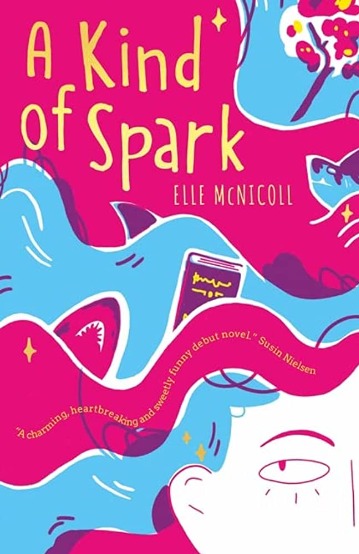 A Kind
of Spark
ELLE McNICOLL
"A charming, heartbreaking and sweetly funny debut novel." Susin Nielsen